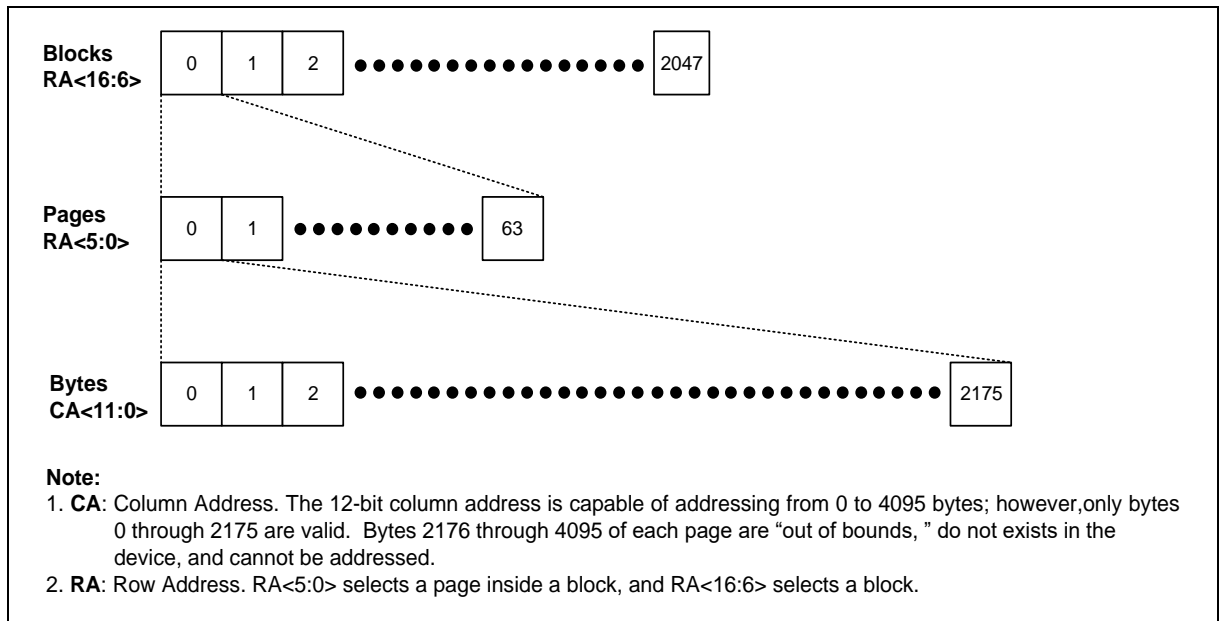 Blocks
RA<16:6>
0 1 2 2047
Pages
RA<5:0>
0 1 63
Bytes
CA<11:0>
0 1 2 2175
Note:
1. CA: Column Address. The 12-bit column address is capable of addressing from 0 to 4095 bytes; however,only bytes
0 through 2175 are valid. Bytes 2176 through 4095 of each page are “out of bounds, ” do not exists in the
device, and cannot be addressed.
2. RA: Row Address. RA<5:0> selects a page inside a block, and RA<16:6> selects a block.